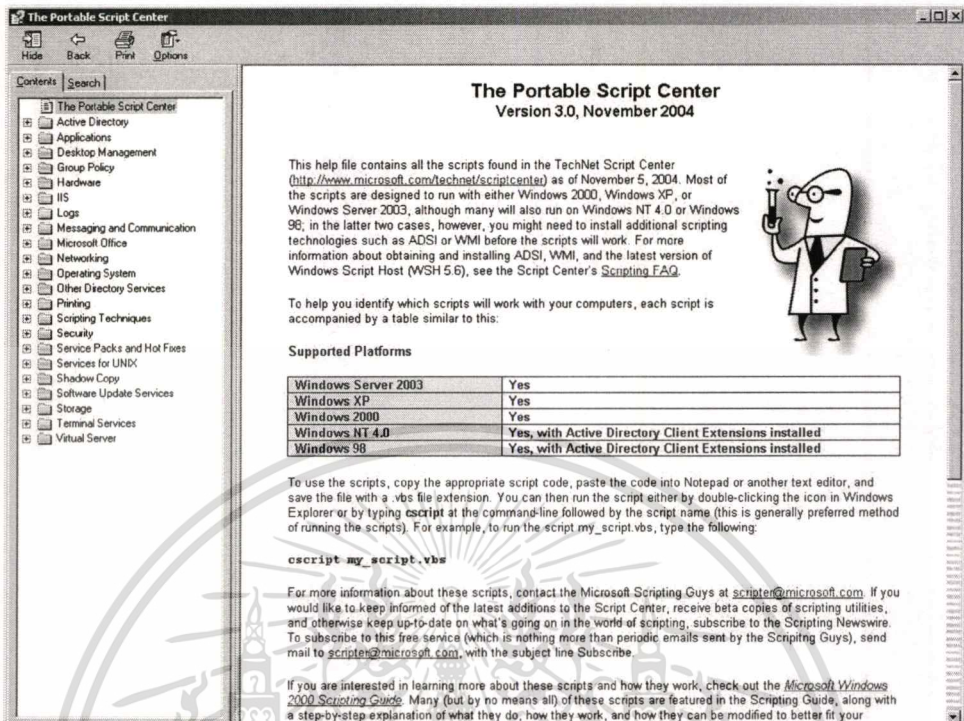 The Portable Script Center
Hide Back Print Options
Contents Search
The Portable Script Center
Active Directory
Applications
Desktop Management
Group Policy
Hardware
IIS
Logs
Messaging and Communication
Microsoft Office
Networking
Operating System
Other Directory Services
Printing
Scripting Techniques
Security
Service Packs and Hot Fixes
Services for UNIX
Shadow Copy
Software Update Services
Storage
Terminal Services
Virtual Server
The Portable Script Center
Version 3.0, November 2004
This help file contains all the scripts found in the TechNet Script Center
(http://www.microsoft.com/technet/scriptcenter) as of November 5, 2004. Most of
the scripts are designed to run with either Windows 2000, Windows XP, or
Windows Server 2003, although many will also run on Windows NT 4.0 or Windows
98; in the latter two cases, however, you might need to install additional scripting
technologies such as ADSI or WMI before the scripts will work. For more
information about obtaining and installing ADSI, WMI, and the latest version of
Windows Script Host (WSH 5.6), see the Script Center's Scripting FAQ.
To help you identify which scripts will work with your computers, each script is
accompanied by a table similar to this:
Supported Platforms
Windows Server 2003 Yes
Windows XP Yes
Windows 2000 Yes
Windows NT 4.0 Yes, with Active Directory Client Extensions installed
Windows 98 Yes, with Active Directory Client Extensions installed
To use the scripts, copy the appropriate script code, paste the code into Notepad or another text editor, and
save the file with a .vbs file extension. You can then run the script either by double-clicking the icon in Windows
Explorer or by typing cscript at the command-line followed by the script name (this is generally preferred method
of running the scripts). For example, to run the script my_script.vbs, type the following:
cscript my_script.vbs
For more information about these scripts, contact the Microsoft Scripting Guys at scripter@microsoft.com. If you
would like to keep informed of the latest additions to the Script Center, receive beta copies of scripting utilities,
and otherwise keep up-to-date on what's going on in the world of scripting, subscribe to the Scripting Newswire.
To subscribe to this free service (which is nothing more than periodic emails sent by the Scripitng Guys), send
mail to scripter@microsoft.com, with the subject line Subscribe.
If you are interested in learning more about these scripts and how they work, check out the Microsoft Windows
2000 Scripting Guide. Many (but by no means all) of these scripts are featured in the Scripting Guide, along with
a step-by-step explanation of what they do, how they work, and how they can be modified to better fit your